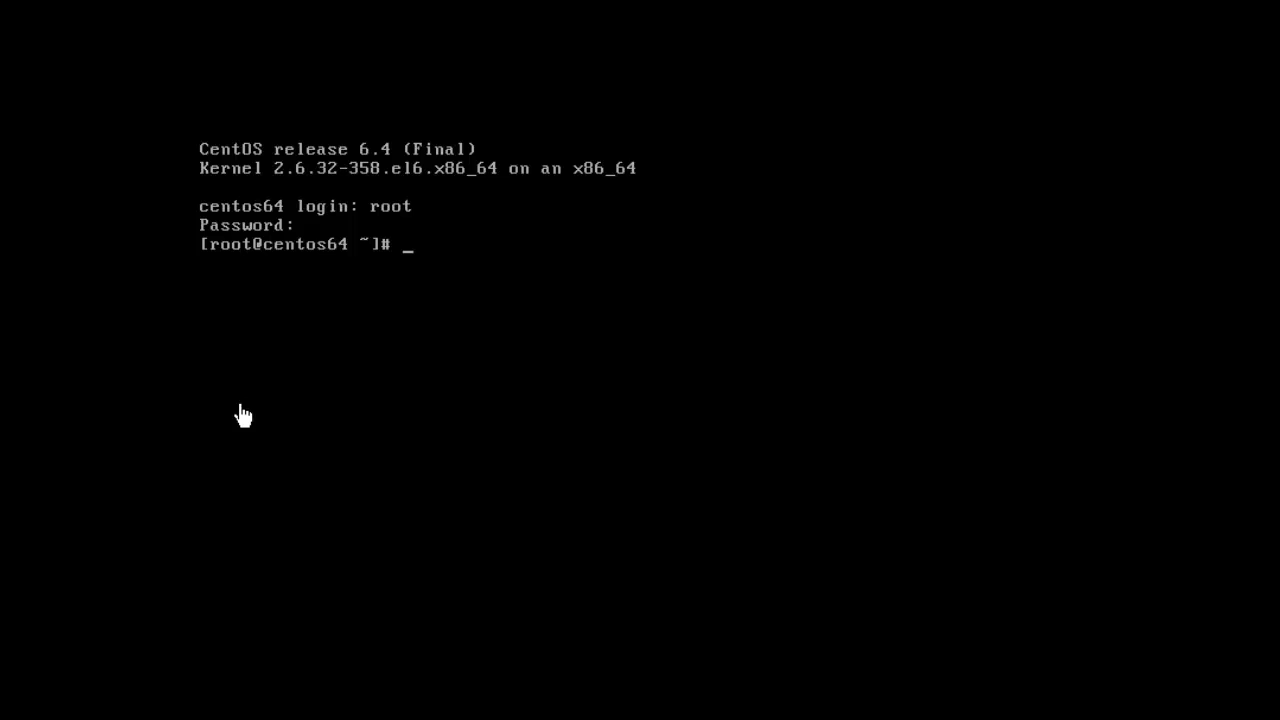 CentOS release 6.4 (Final)
Kernel 2.6.32-358.el6.x86_64 on an x86_64
centos64 login: root
Password:
[root@centos64 ~]# _